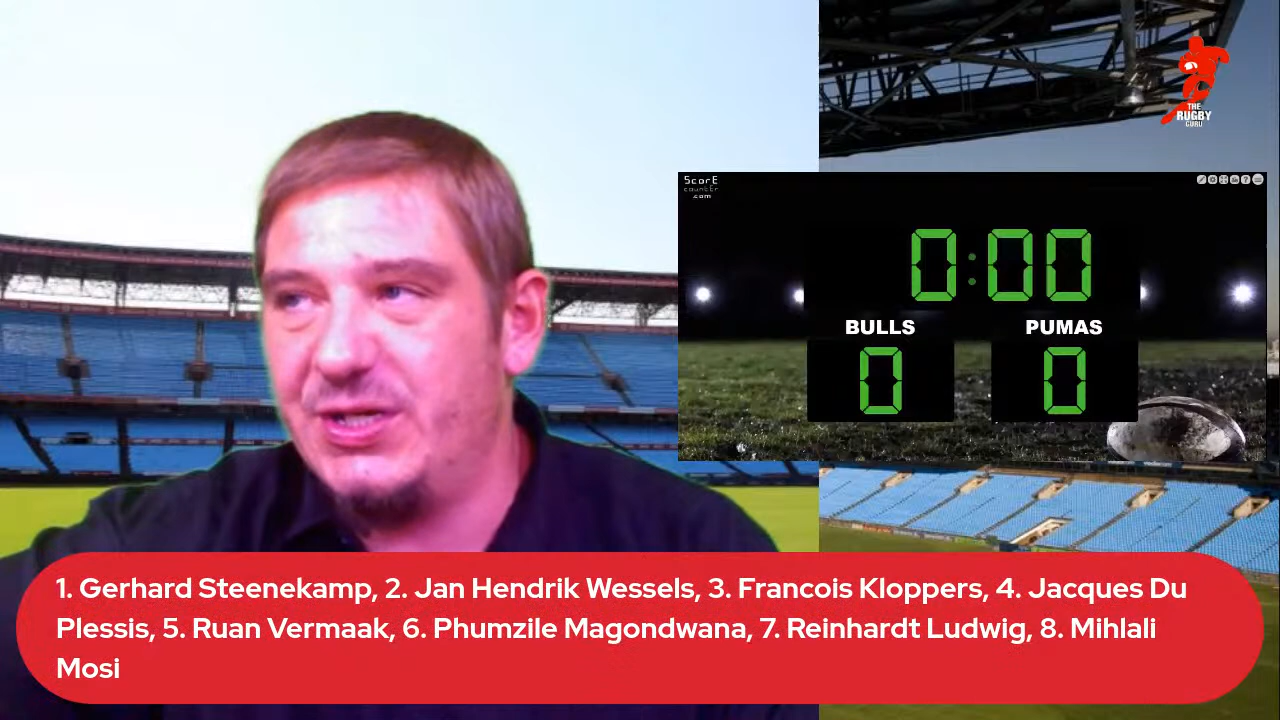 THE
RUGBY
GURU
ScorE
countEr
.com
0:00
BULLS
PUMAS
0
0
1. Gerhard Steenekamp, 2. Jan Hendrik Wessels, 3. Francois Kloppers, 4. Jacques Du
Plessis, 5. Ruan Vermaak, 6. Phumzile Magondwana, 7. Reinhardt Ludwig, 8. Mihlali
Mosi